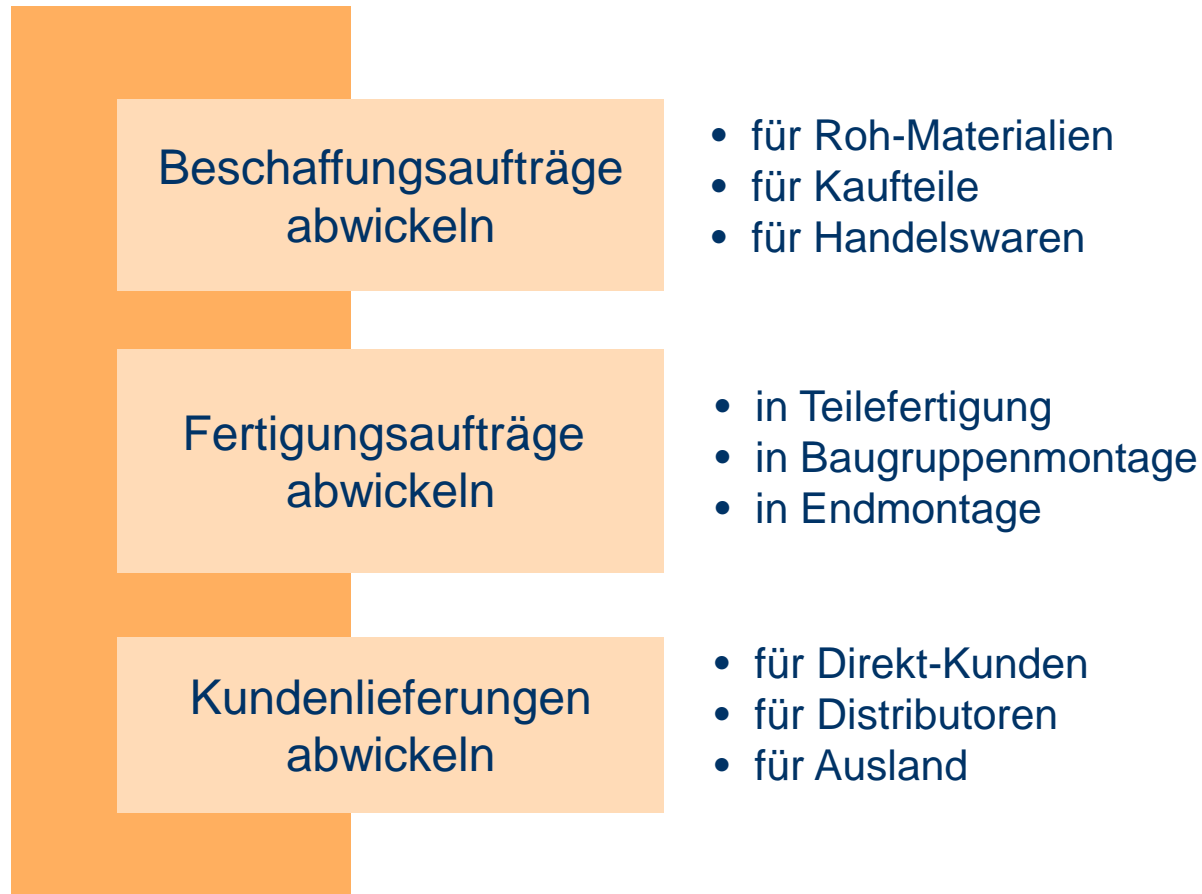 Beschaffungsaufträge
abwickeln
• für Roh-Materialien
• für Kaufteile
• für Handelswaren
Fertigungsaufträge
abwickeln
• in Teilefertigung
• in Baugruppenmontage
• in Endmontage
Kundenlieferungen
abwickeln
• für Direkt-Kunden
• für Distributoren
• für Ausland